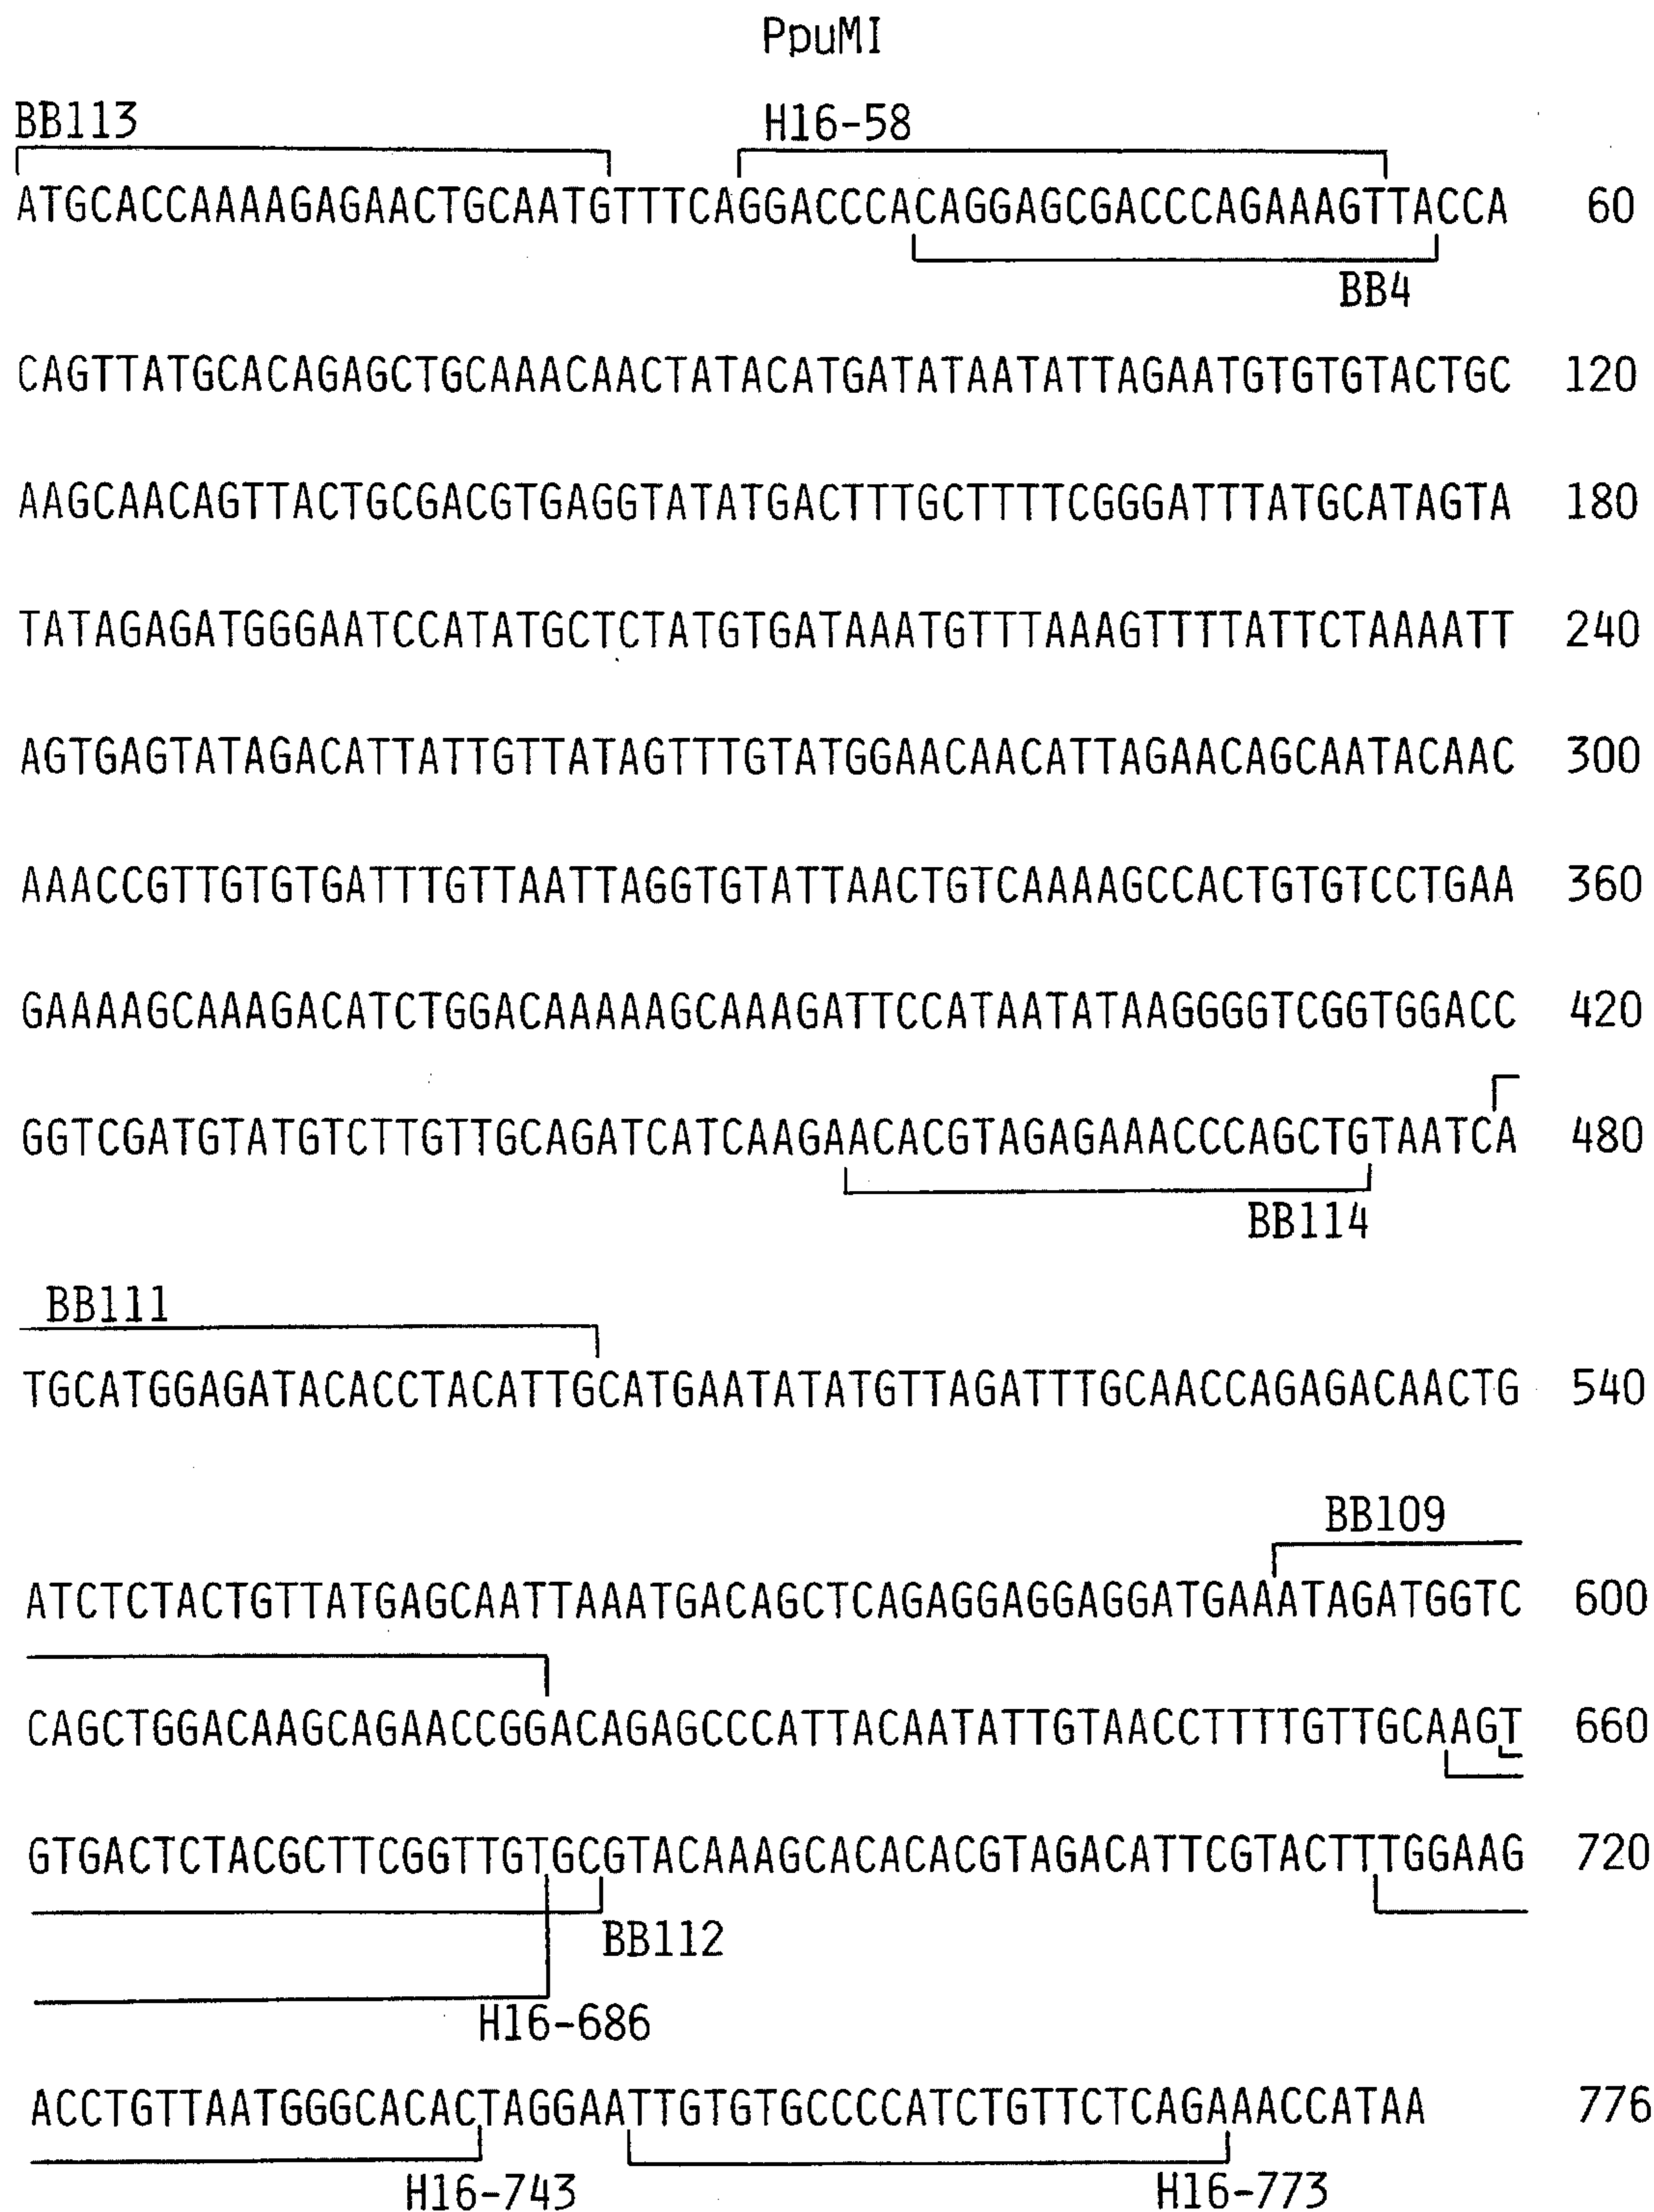 PpuMI
BB113 H16-58
ATGCACCAAAAGAGAACTGCAATGTTTCAGGACCCACAGGAGCGACCCAGAAAGTTACCA 60
BB4
CAGTTATGCACAGAGCTGCAAACAACTATACATGATATAATATTAGAATGTGTGTACTGC 120
AAGCAACAGTTACTGCGACGTGAGGTATATGACTTTGCTTTTCGGGATTTATGCATAGTA 180
TATAGAGATGGGAATCCATATGCTCTATGTGATAAATGTTTAAAGTTTTATTCTAAAATT 240
AGTGAGTATAGACATTATTGTTATAGTTTGTATGGAACAACATTAGAACAGCAATACAAC 300
AAACCGTTGTGTGATTTGTTAATTAGGTGTATTAACTGTCAAAAGCCACTGTGTCCTGAA 360
GAAAAGCAAAGACATCTGGACAAAAAGCAAAGATTCCATAATATAAGGGGTCGGTGGACC 420
GGTCGATGTATGTCTTGTTGCAGATCATCAAGAACACGTAGAGAAACCCAGCTGTAATCA 480
BB114
BB111
TGCATGGAGATACACCTACATTGCATGAATATATGTTAGATTTGCAACCAGAGACAACTG 540
BB109
ATCTCTACTGTTATGAGCAATTAAATGACAGCTCAGAGGAGGAGGATGAAATAGATGGTC 600
CAGCTGGACAAGCAGAACCGGACAGAGCCCATTACAATATTGTAACCTTTTGTTGCAAGT 660
GTGACTCTACGCTTCGGTTGTGCGTACAAAGCACACACGTAGACATTCGTACTTTGGAAG 720
BB112
H16-686
ACCTGTTAATGGGCACACTAGGAATTGTGTGCCCCATCTGTTCTCAGAAACCATAA 776
H16-743 H16-773